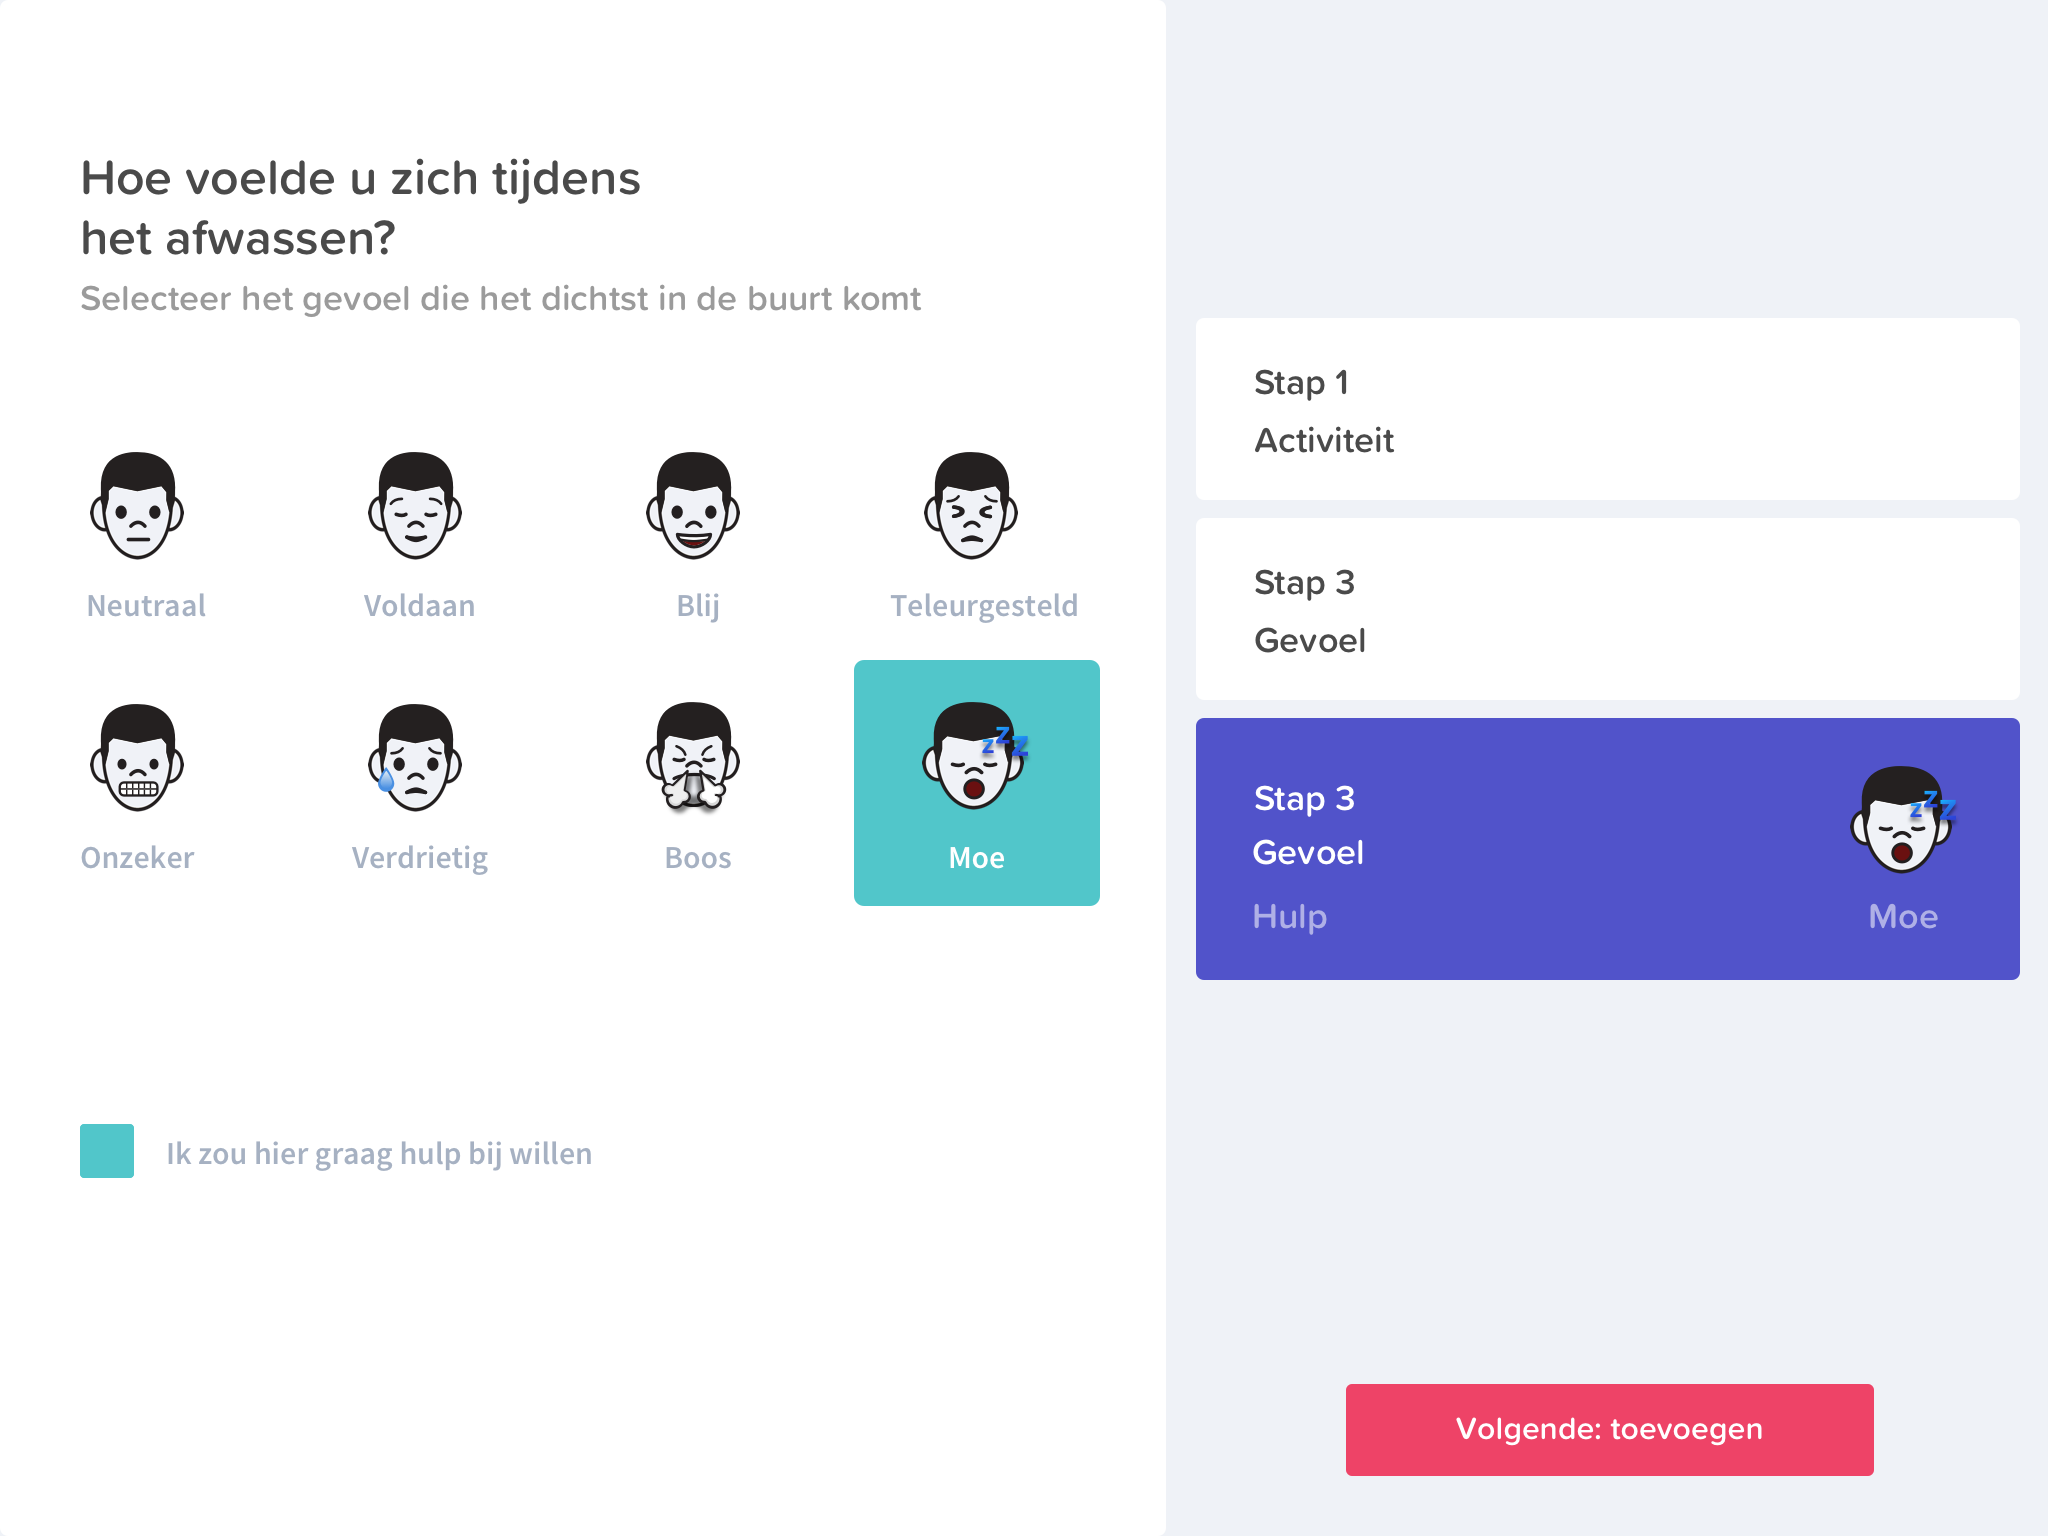 Hoe voelde u zich tijdens
het afwassen?
Selecteer het gevoel die het dichtst in de buurt komt
Neutraal
Voldaan
Blij
Teleurgesteld
z z z
Onzeker
Verdrietig
Boos
Moe
Ik zou hier graag hulp bij willen
Stap 1
Activiteit
Stap 3
Gevoel
Stap 3
Gevoel
z z z
Hulp
Moe
Volgende: toevoegen